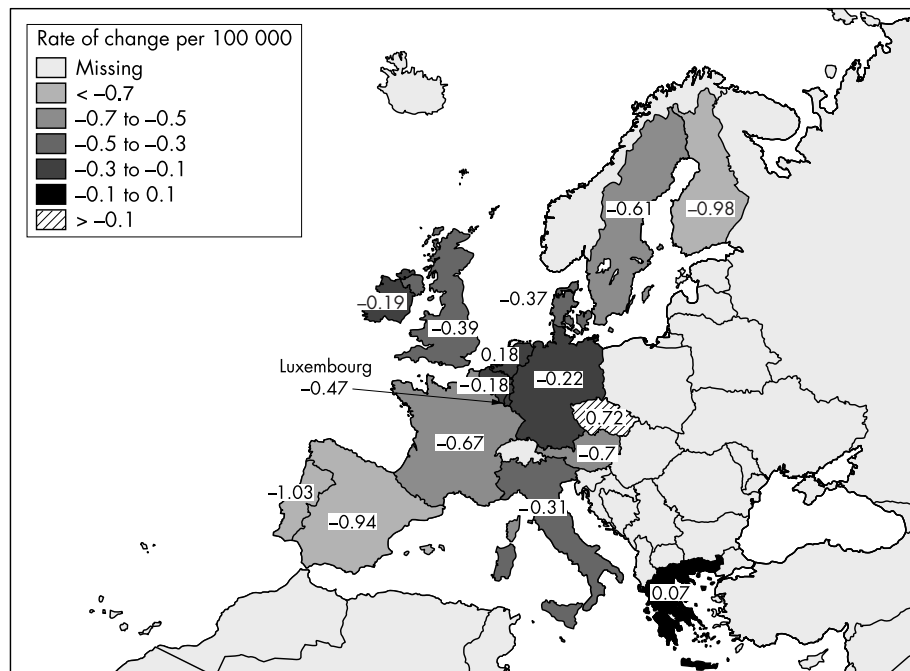 Rate of change per 100 000
Missing
< –0.7
–0.7 to –0.5
–0.5 to –0.3
–0.3 to –0.1
–0.1 to 0.1
> –0.1
–0.61
–0.98
–0.37
–0.19
–0.39
0.18
Luxembourg
–0.47
–0.18
–0.22
0.72
–0.67
–0.7
–1.03
–0.94
–0.31
0.07